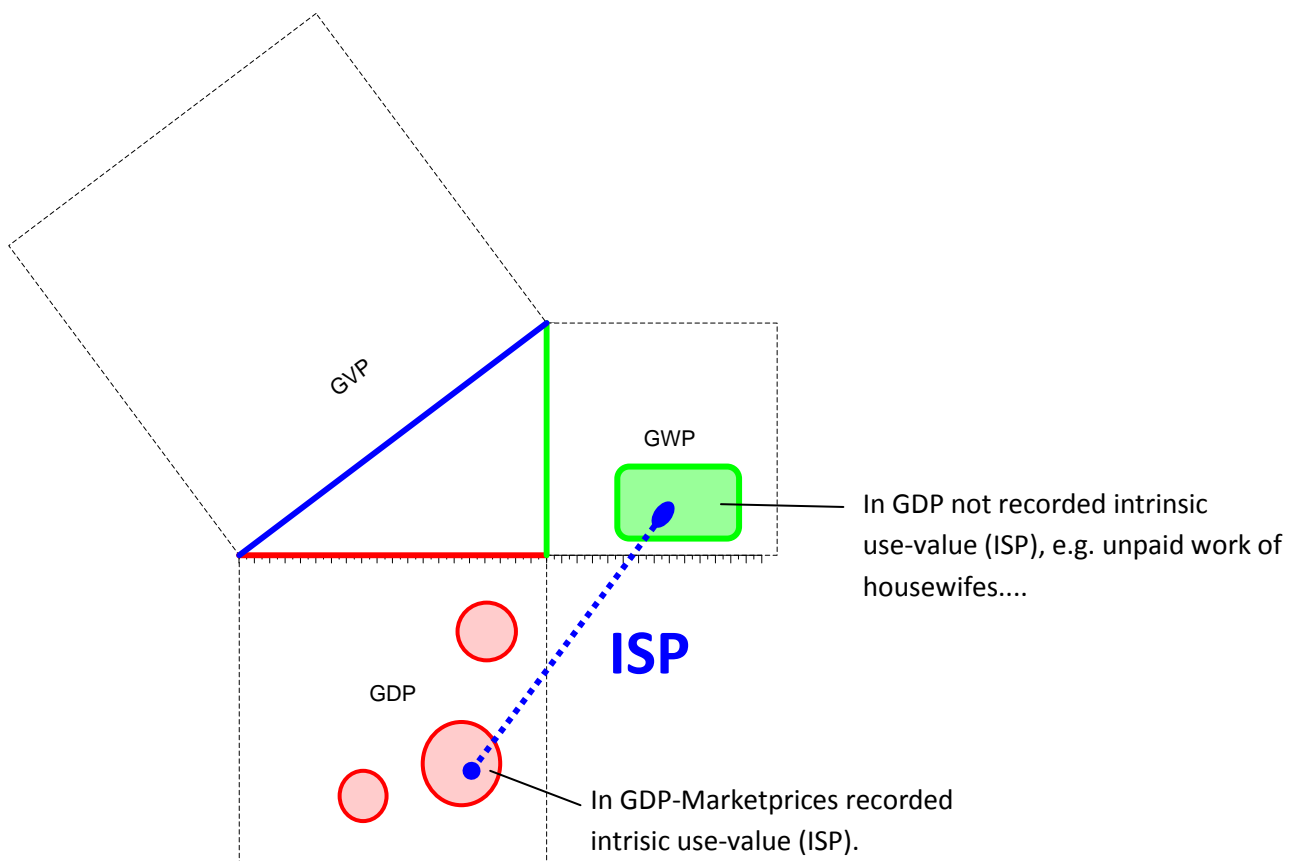 GVP
GWP
In GDP not recorded intrinsic
use-value (ISP), e.g. unpaid work of
housewifes....
ISP
GDP
In GDP-Marketprices recorded
intrisic use-value (ISP).